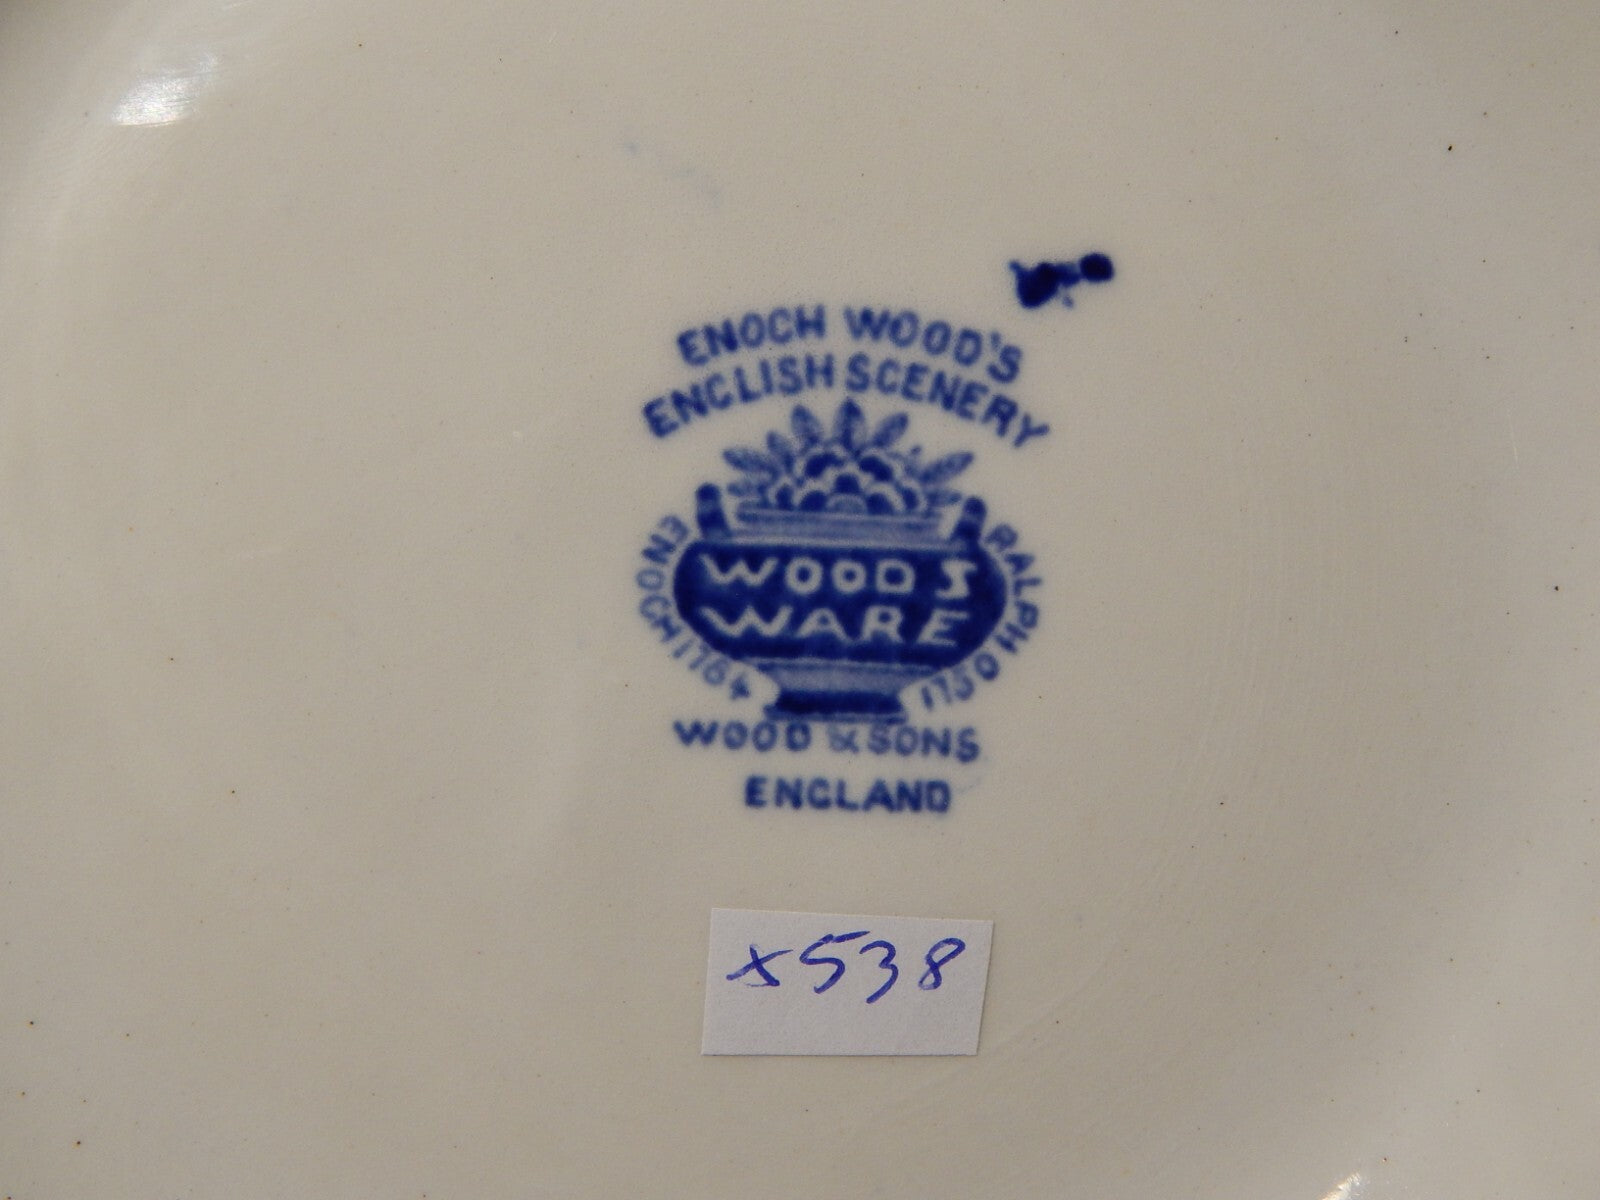 ENOCH WOOD'S
ENGLISH SCENERY
WOOD'S
WARE
ENOCH 1784
RALPH 1750
WOOD & SONS
ENGLAND
x538